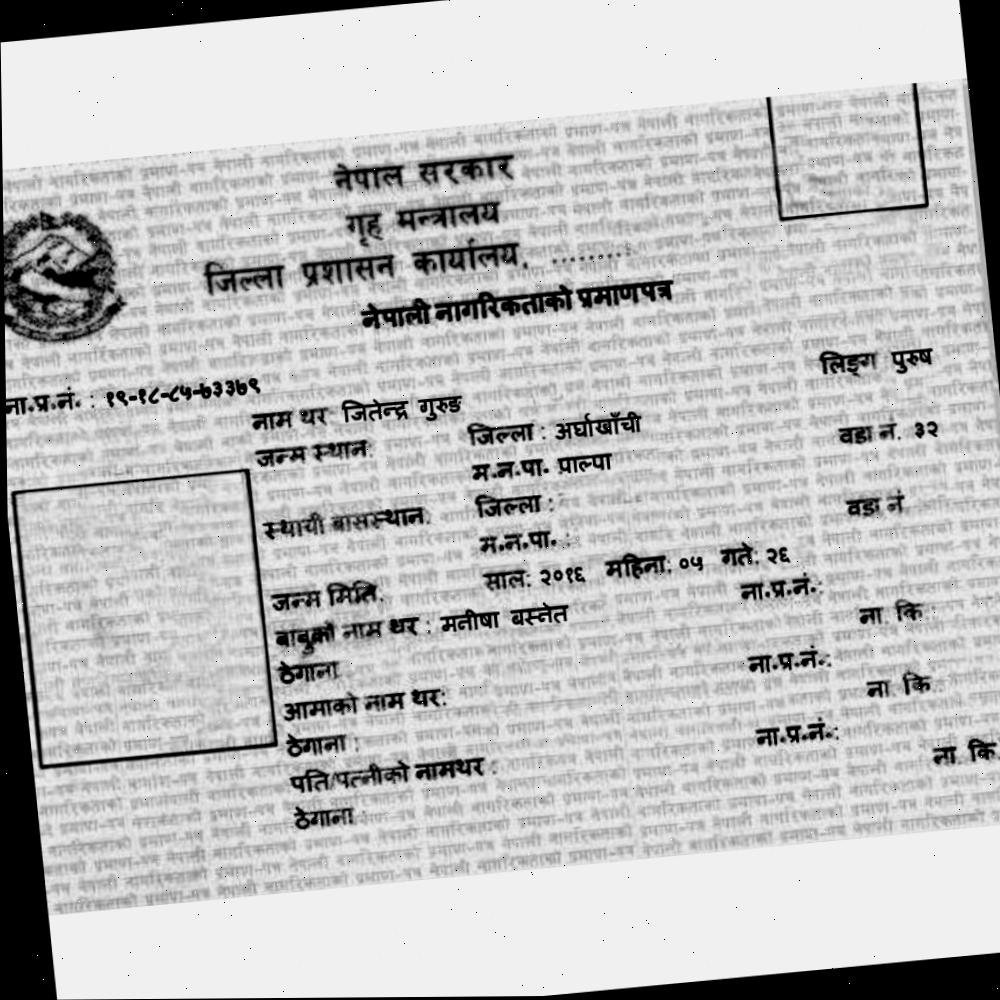 नेपाल सरकार
गृह मन्त्रालय
जिल्ला प्रशासन कार्यालय, .........
नेपाली नागरिकताको प्रमाणपत्र
लिङ्ग पुरुष
ना.प्र.नं. : १९-१८-८५-७३३७९
नाम थर जितेन्द्र गुरुङ
जन्म स्थान: जिल्ला : अर्घाखाँची वडा नं. ३२
म.न.पा. पाल्पा
स्थायी बासस्थान: जिल्ला : वडा नं
म.न.पा. :
जन्म मिति: साल: २०१६ महिना: ०५ गते: २६
बाबुको नाम थर : मनीषा बस्नेत ना.प्र.नं.:
ठेगाना ना. कि :
आमाको नाम थर: ना.प्र.नं.:
ठेगाना : ना. कि :
पति/पत्नीको नामथर : ना.प्र.नं.:
ठेगाना : ना. कि